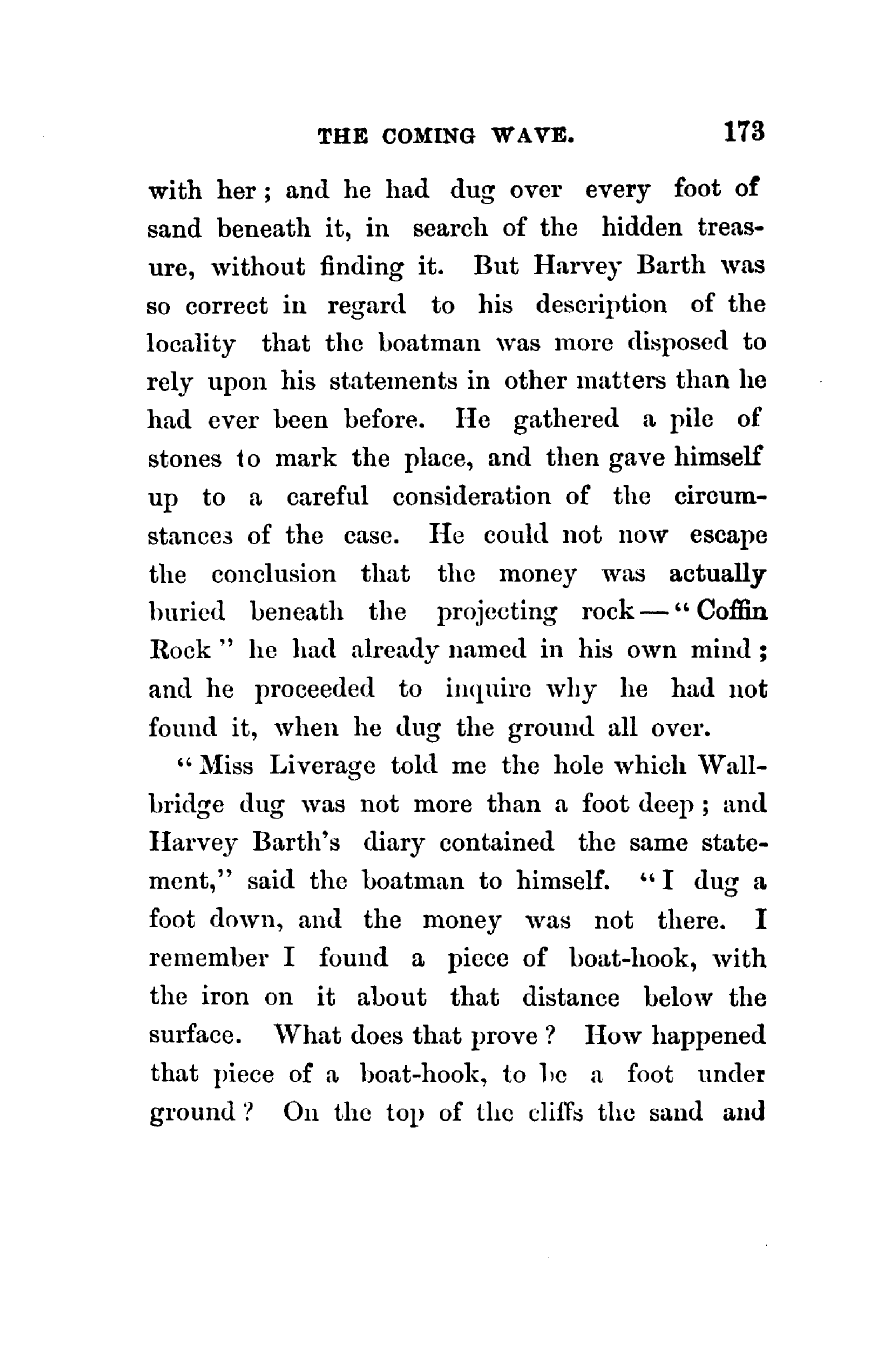 THE COMING WAVE. 173
with her ; and he had dug over every foot of
sand beneath it, in search of the hidden treas-
ure, without finding it. But Harvey Barth was
so correct in regard to his description of the
locality that the boatman was more disposed to
rely upon his statements in other matters than he
had ever been before. He gathered a pile of
stones to mark the place, and then gave himself
up to a careful consideration of the circum-
stances of the case. He could not now escape
the conclusion that the money was actually
buried beneath the projecting rock — “ Coffin
Rock ” he had already named in his own mind ;
and he proceeded to inquire why he had not
found it, when he dug the ground all over.
“ Miss Liverage told me the hole which Wall-
bridge dug was not more than a foot deep ; and
Harvey Barth’s diary contained the same state-
ment,” said the boatman to himself. “ I dug a
foot down, and the money was not there. I
remember I found a piece of boat-hook, with
the iron on it about that distance below the
surface. What does that prove ? How happened
that piece of a boat-hook, to be a foot under
ground ? On the top of the cliffs the sand and